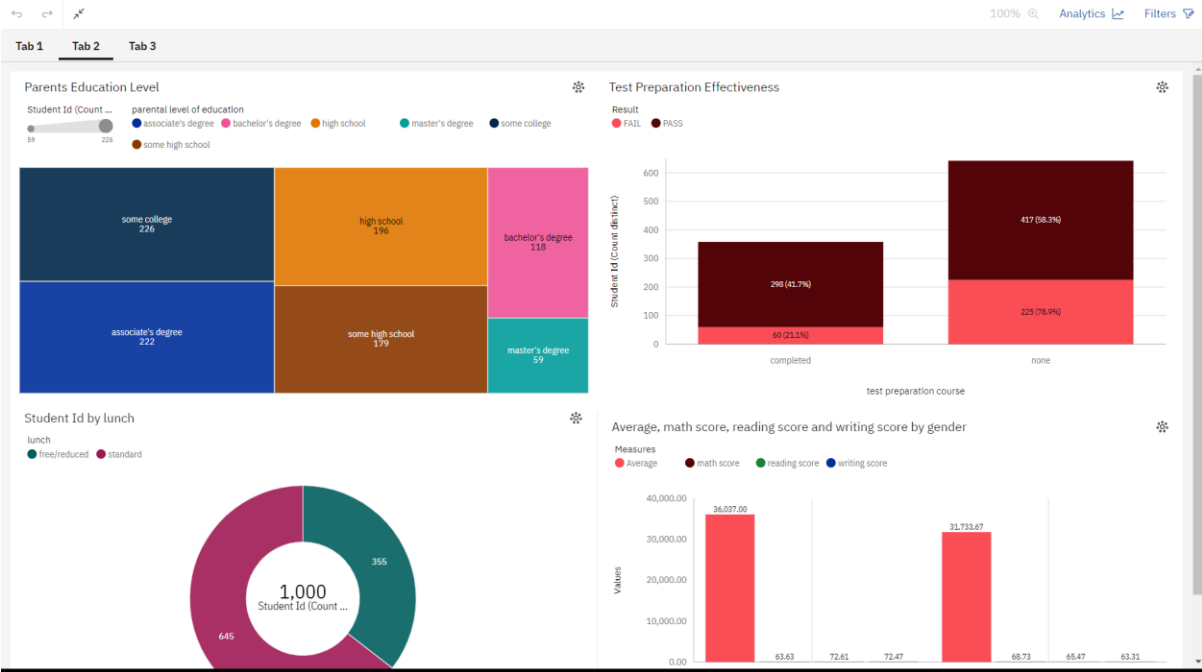 100%
Analytics
Filters
Tab 1 Tab 2 Tab 3
Parents Education Level
Student Id (Count ...
59 226
parental level of education
associate's degree bachelor's degree high school master's degree some college
some high school
some college
226
associate's degree
222
high school
196
some high school
179
bachelor's degree
118
master's degree
59
Test Preparation Effectiveness
Result
FAIL PASS
Student Id (Count distinct)
600
500
400
300
200
100
0
298 (41.7%)
60 (21.1%)
417 (58.3%)
225 (78.9%)
completed none
test preparation course
Student Id by lunch
lunch
free/reduced standard
355
645
1,000
Student Id (Count ...
Average, math score, reading score and writing score by gender
Measures
Average math score reading score writing score
Values
40,000.00
30,000.00
20,000.00
10,000.00
0.00
36,037.00
63.63 72.61 72.47
31,733.67
68.73 65.47 63.31